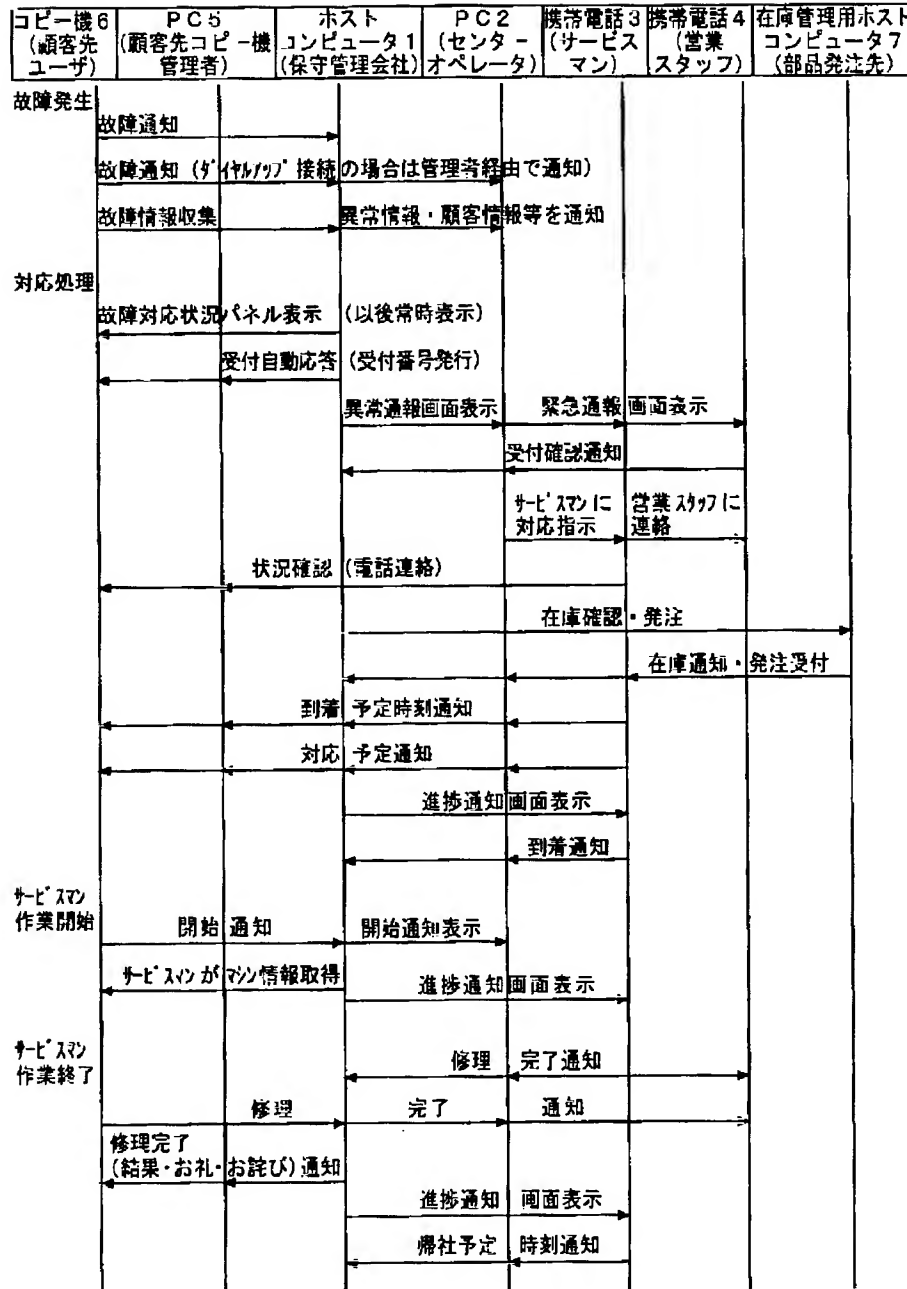 コピー機6
(顧客先
ユーザ)
PC5
(顧客先コピー機
管理者)
ホスト
コンピュータ1
(保守管理会社)
PC2
(センター
オペレータ)
携帯電話3
(サービス
マン)
携帯電話4
(営業
スタッフ)
在庫管理用ホスト
コンピュータ7
(部品発注先)
故障発生
故障通知
故障通知(ダイヤルアップ接続の場合は管理者経由で通知)
故障情報収集 異常情報・顧客情報等を通知
対応処理
故障対応状況パネル表示 (以後常時表示)
受付自動応答(受付番号発行)
異常通報画面表示 緊急通報画面表示
受付確認通知
サービスマンに
対応指示
営業スタッフに
連絡
状況確認(電話連絡)
在庫確認・発注
在庫通知・発注受付
到着予定時刻通知
対応予定通知
進捗通知画面表示
到着通知
サービスマン
作業開始
開始通知 開始通知表示
サービスマンがマシン情報取得 進捗通知画面表示
サービスマン
作業終了
修理 完了通知
修理 完了 通知
修理完了
(結果・お礼・お詫び)通知
進捗通知 画面表示
帰社予定 時刻通知